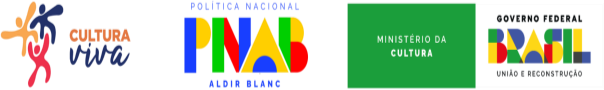 CULTURA
viva
POLÍTICA NACIONAL
PNAB
ALDIR BLANC
MINISTÉRIO DA
CULTURA
GOVERNO FEDERAL
BRASIL
UNIÃO E RECONSTRUÇÃO